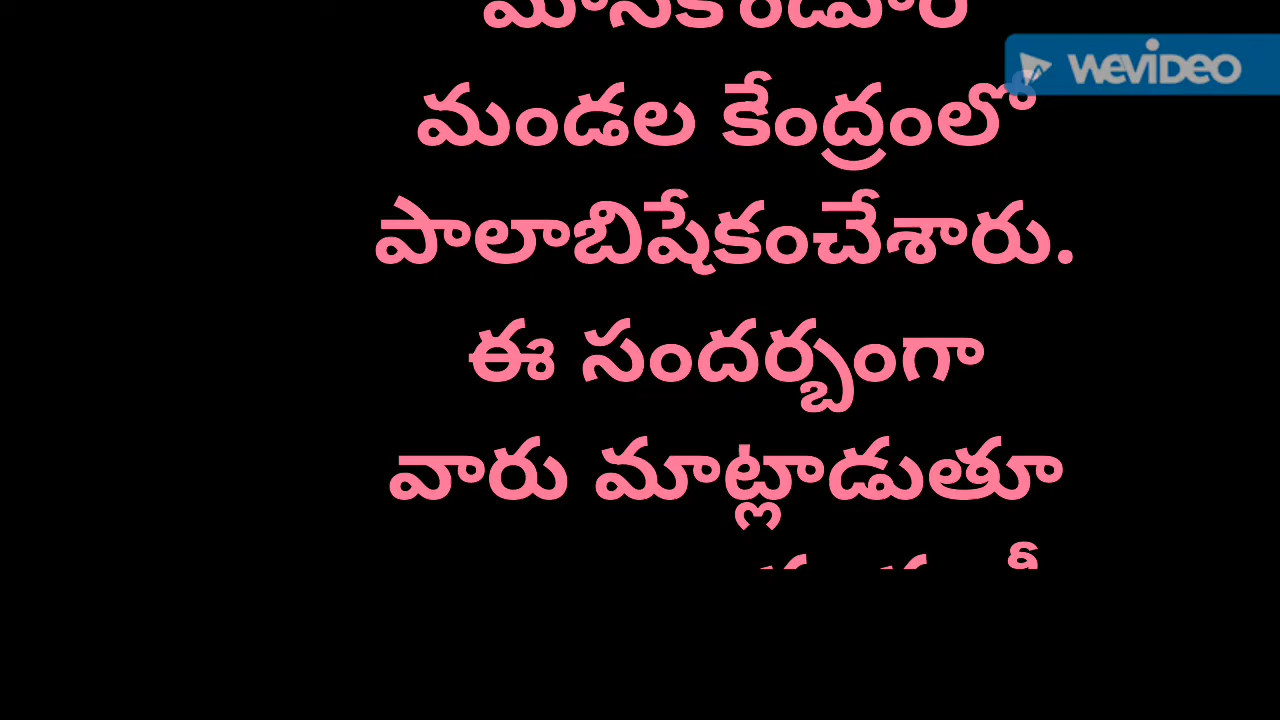 WEVIDEO
మండల కేంద్రంలో
పాలాబిషేకంచేశారు.
ఈ సందర్బంగా
వారు మాట్లాడుతూ